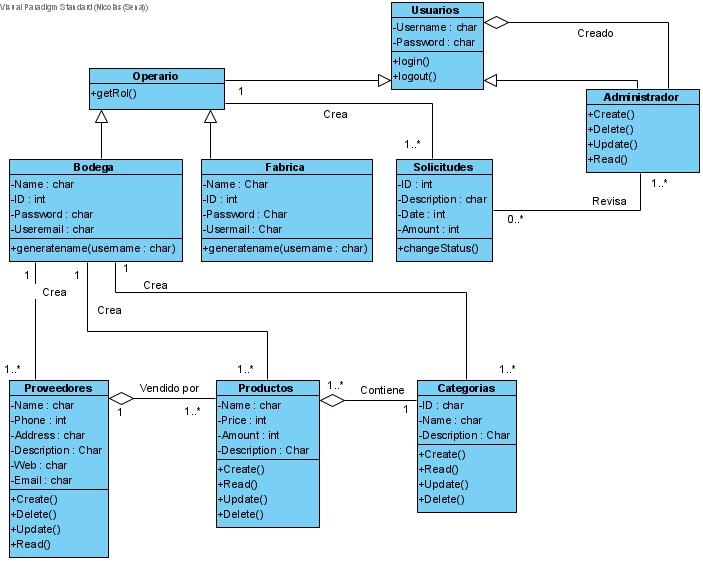 Visual Paradigm Standard (Nicolas (Sena))
Usuarios
-Username : char
-Password : char
+login()
+logout()
Creado
Operario
+getRol()
1
Crea
1..*
Administrador
+Create()
+Delete()
+Update()
+Read()
1..*
Revisa
0..*
Bodega
-Name : char
-ID : int
-Password : char
-Useremail : char
+generatename(username : char)
Fabrica
-Name : Char
-ID : int
-Password : Char
-Usermail : Char
+generatename(username : char)
Solicitudes
-ID : int
-Description : char
-Date : int
-Amount : int
+changeStatus()
1
Crea
1..*
1
Crea
1..*
1
Crea
1..*
Proveedores
-Name : char
-Phone : int
-Address : char
-Description : Char
-Web : char
-Email : char
+Create()
+Delete()
+Update()
+Read()
Vendido por
1
1..*
Productos
-Name : char
-Price : int
-Amount : int
-Description : Char
+Create()
+Read()
+Update()
+Delete()
1..*
Contiene
1
Categorias
-ID : char
-Name : char
-Description : Char
+Create()
+Read()
+Update()
+Delete()